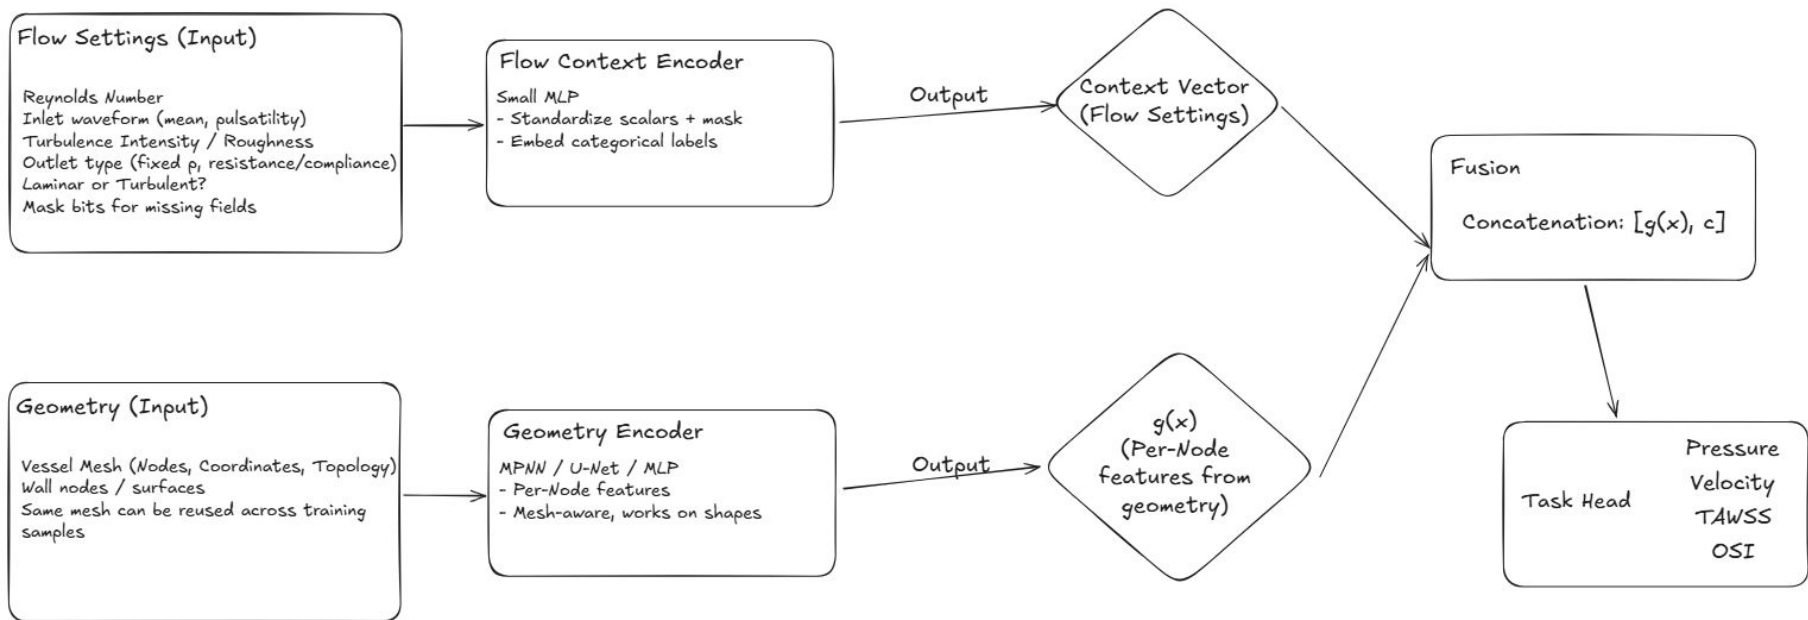 Flow Settings (Input)
Reynolds Number
Inlet waveform (mean, pulsatility)
Turbulence Intensity / Roughness
Outlet type (fixed p, resistance/compliance)
Laminar or Turbulent?
Mask bits for missing fields
Flow Context Encoder
Small MLP
- Standardize scalars + mask
- Embed categorical labels
Output
Context Vector
(Flow Settings)
Fusion
Concatenation: [g(x), c]
Geometry (Input)
Vessel Mesh (Nodes, Coordinates, Topology)
Wall nodes / surfaces
Same mesh can be reused across training
samples
Geometry Encoder
MPNN / U-Net / MLP
- Per-Node features
- Mesh-aware, works on shapes
Output
g(x)
(Per-Node
features from
geometry)
Task Head
Pressure
Velocity
TAWSS
OSI